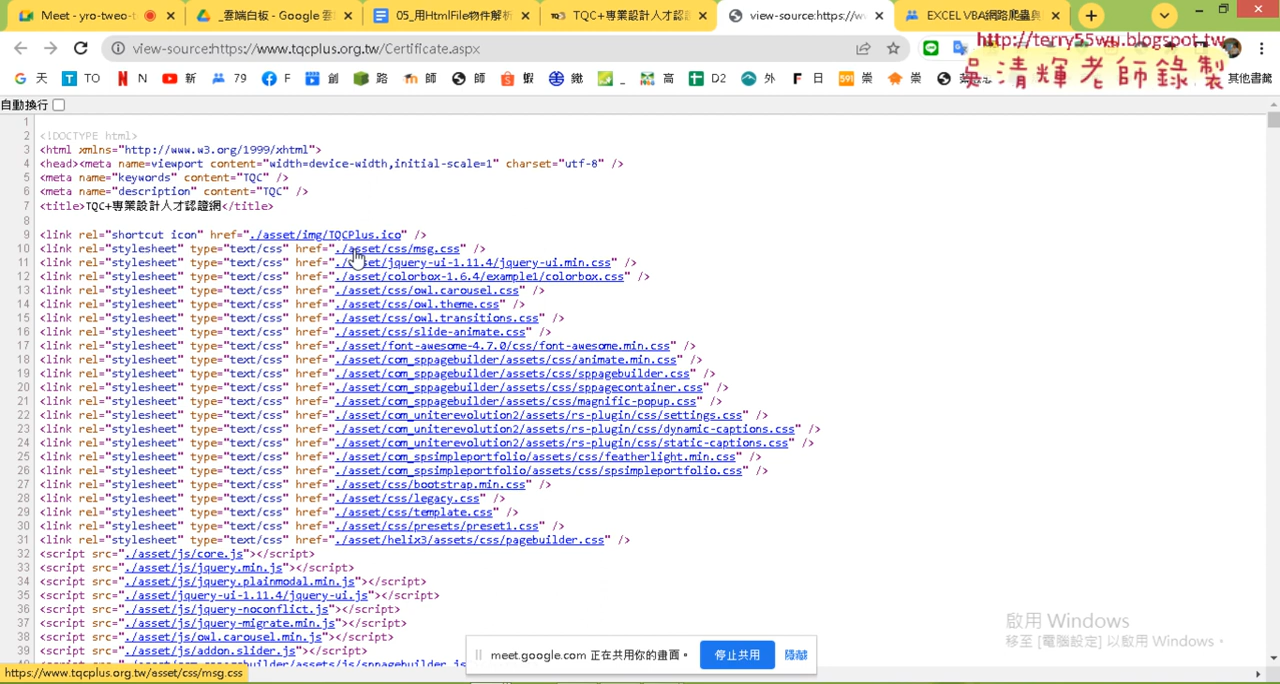 Meet - yro-tweo-t
_雲端白板 - Google 雲
05_用HtmlFile物件解析
TQC+專業設計人才認證
view-source:https://ww
EXCEL VBA網路爬蟲與
view-source:https://www.tqcplus.org.tw/Certificate.aspx
http://terry55wu.blogspot.tw
吳清輝老師錄製
天 TO N 新 79 F 創 路 師 師 蝦 鐵 _ 高 D2 外 日 崇 崇 其他書籤
自動換行
1
2 <!DOCTYPE html>
3 <html xmlns="http://www.w3.org/1999/xhtml">
4 <head><meta name=viewport content="width=device-width,initial-scale=1" charset="utf-8" />
5 <meta name="keywords" content="TQC" />
6 <meta name="description" content="TQC" />
7 <title>TQC+專業設計人才認證網</title>
8
9 <link rel="shortcut icon" href="./asset/img/TQCPlus.ico" />
10 <link rel="stylesheet" type="text/css" href="./asset/css/msg.css" />
11 <link rel="stylesheet" type="text/css" href="./asset/jquery-ui-1.11.4/jquery-ui.min.css" />
12 <link rel="stylesheet" type="text/css" href="./asset/colorbox-1.6.4/example1/colorbox.css" />
13 <link rel="stylesheet" type="text/css" href="./asset/css/owl.carousel.css" />
14 <link rel="stylesheet" type="text/css" href="./asset/css/owl.theme.css" />
15 <link rel="stylesheet" type="text/css" href="./asset/css/owl.transitions.css" />
16 <link rel="stylesheet" type="text/css" href="./asset/css/slide-animate.css" />
17 <link rel="stylesheet" type="text/css" href="./asset/font-awesome-4.7.0/css/font-awesome.min.css" />
18 <link rel="stylesheet" type="text/css" href="./asset/com_sppagebuilder/assets/css/animate.min.css" />
19 <link rel="stylesheet" type="text/css" href="./asset/com_sppagebuilder/assets/css/sppagebuilder.css" />
20 <link rel="stylesheet" type="text/css" href="./asset/com_sppagebuilder/assets/css/sppagecontainer.css" />
21 <link rel="stylesheet" type="text/css" href="./asset/com_sppagebuilder/assets/css/magnific-popup.css" />
22 <link rel="stylesheet" type="text/css" href="./asset/com_uniterevolution2/assets/rs-plugin/css/settings.css" />
23 <link rel="stylesheet" type="text/css" href="./asset/com_uniterevolution2/assets/rs-plugin/css/dynamic-captions.css" />
24 <link rel="stylesheet" type="text/css" href="./asset/com_uniterevolution2/assets/rs-plugin/css/static-captions.css" />
25 <link rel="stylesheet" type="text/css" href="./asset/com_spsimpleportfolio/assets/css/featherlight.min.css" />
26 <link rel="stylesheet" type="text/css" href="./asset/com_spsimpleportfolio/assets/css/spsimpleportfolio.css" />
27 <link rel="stylesheet" type="text/css" href="./asset/css/bootstrap.min.css" />
28 <link rel="stylesheet" type="text/css" href="./asset/css/legacy.css" />
29 <link rel="stylesheet" type="text/css" href="./asset/css/template.css" />
30 <link rel="stylesheet" type="text/css" href="./asset/css/presets/preset1.css" />
31 <link rel="stylesheet" type="text/css" href="./asset/helix3/assets/css/pagebuilder.css" />
32 <script src="./asset/js/core.js"></script>
33 <script src="./asset/js/jquery.min.js"></script>
34 <script src="./asset/js/jquery.plainmodal.min.js"></script>
35 <script src="./asset/jquery-ui-1.11.4/jquery-ui.js"></script>
36 <script src="./asset/js/jquery-noconflict.js"></script>
37 <script src="./asset/js/jquery-migrate.min.js"></script>
38 <script src="./asset/js/owl.carousel.min.js"></script>
39 <script src="./asset/js/addon.slider.js"></script>
啟用 Windows
移至 [電腦設定] 以啟用 Windows。
meet.google.com 正在共用你的畫面。 停止共用 隱藏
https://www.tqcplus.org.tw/asset/css/msg.css